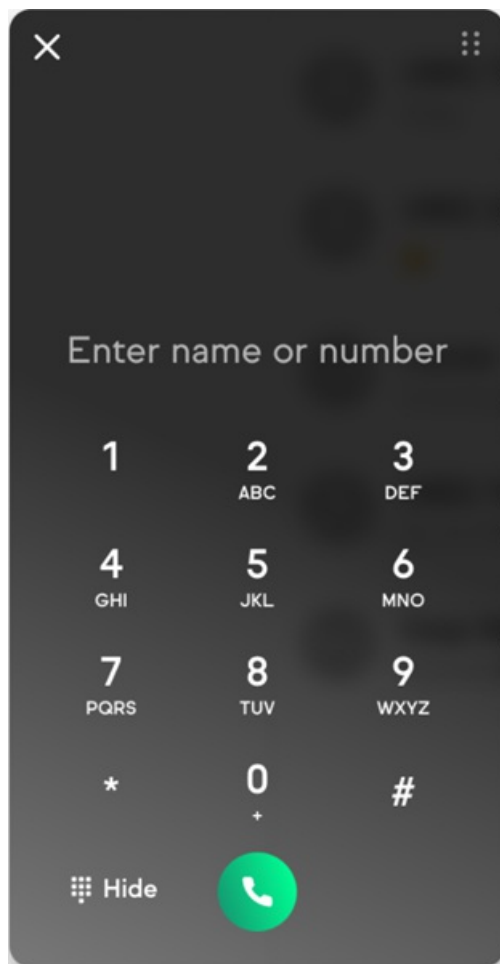 Enter name or number
1 2 3
ABC DEF
4 5 6
GHI JKL MNO
7 8 9
PQRS TUV WXYZ
* 0 #
+
Hide